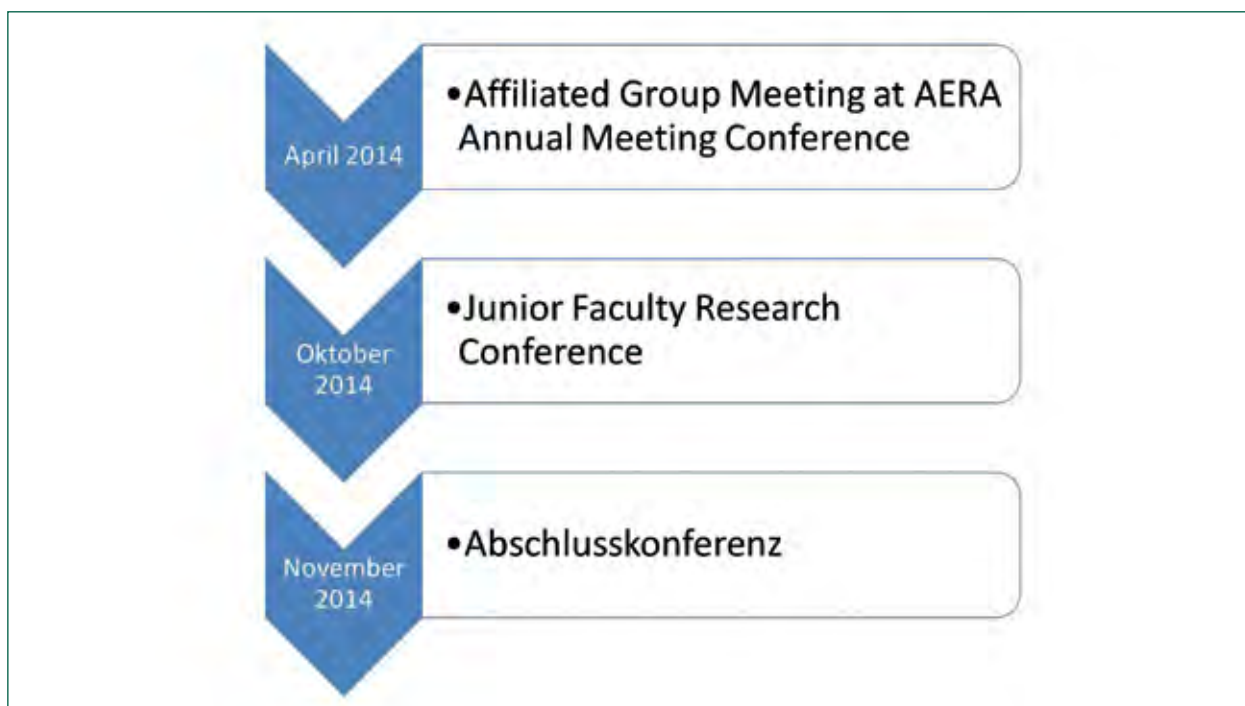 April 2014
•Affiliated Group Meeting at AERA
Annual Meeting Conference
Oktober
2014
•Junior Faculty Research
Conference
November
2014
•Abschlusskonferenz